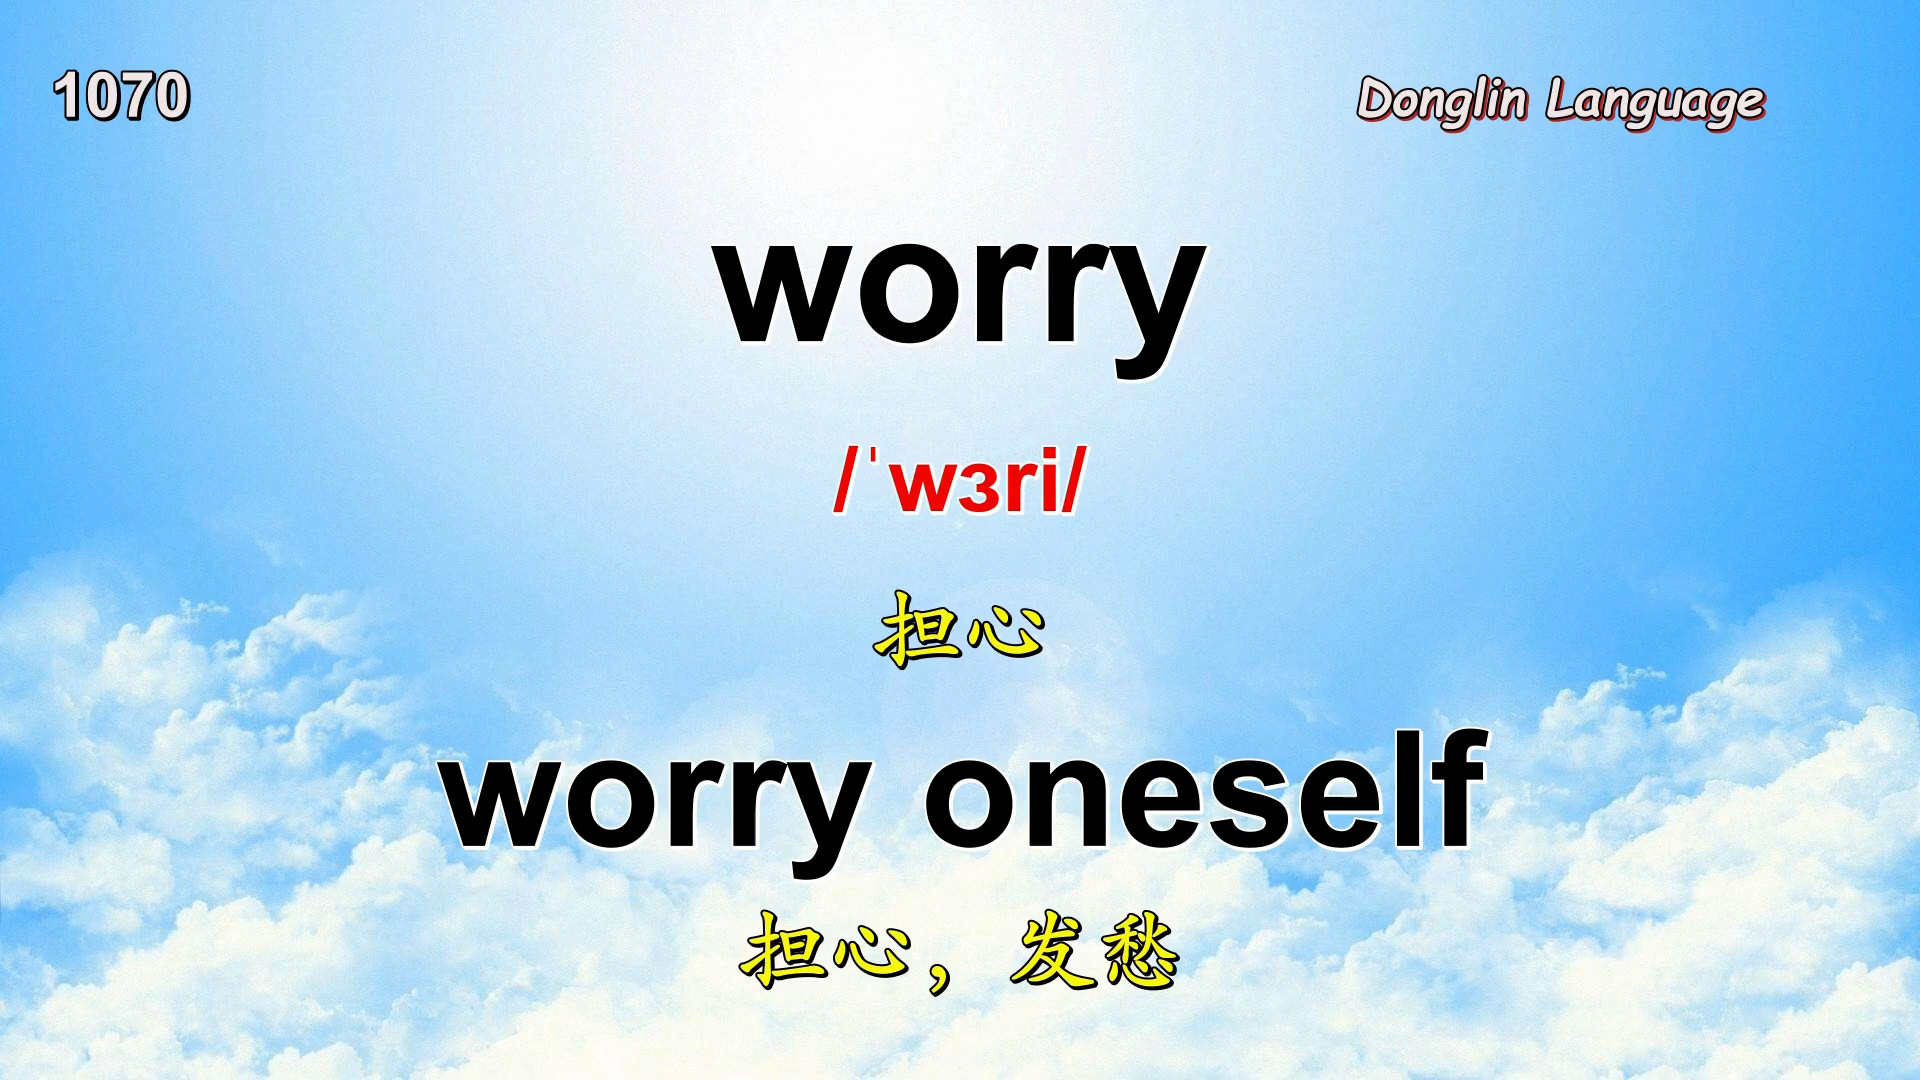 1070
Donglin Language
worry
/ˈwɜri/
担心
worry oneself
担心，发愁